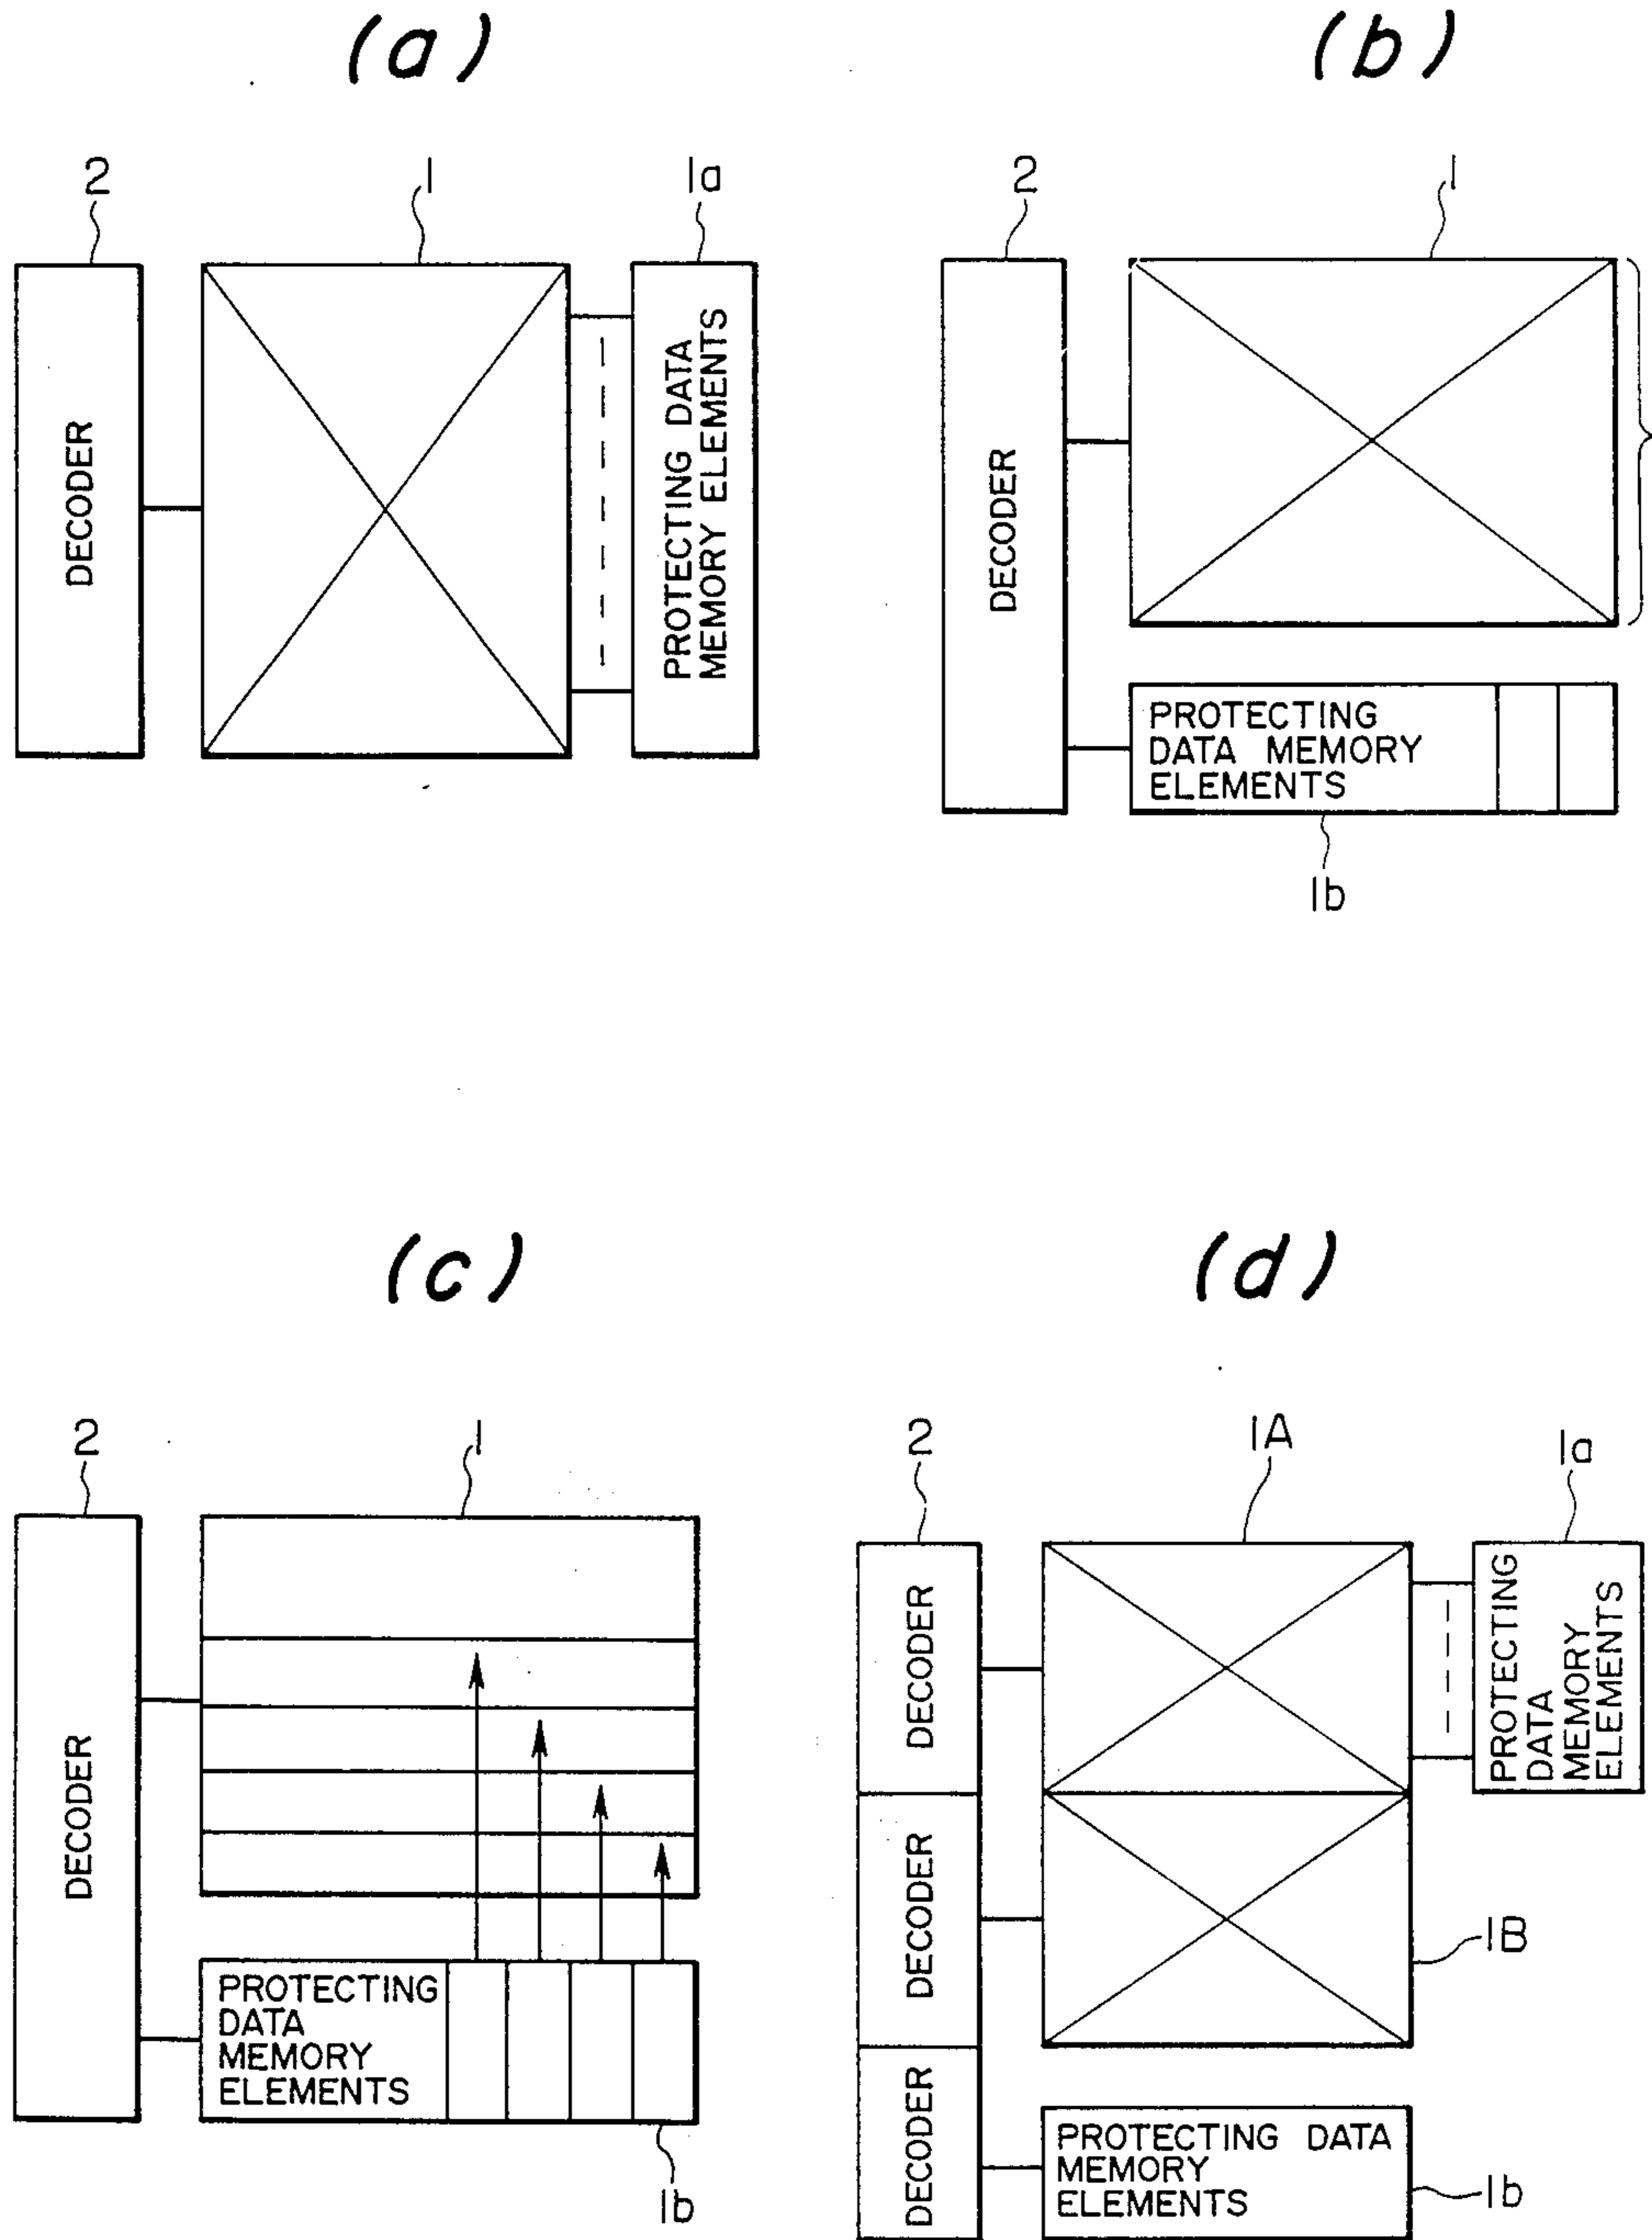 (a)
2
1
1a
DECODER
PROTECTING DATA
MEMORY ELEMENTS
(b)
2
1
DECODER
PROTECTING
DATA MEMORY
ELEMENTS
1b
(c)
2
1
DECODER
PROTECTING
DATA
MEMORY
ELEMENTS
1b
(d)
2
1A
1a
DECODER
PROTECTING
DATA
MEMORY
ELEMENTS
DECODER
1B
DECODER
PROTECTING DATA
MEMORY
ELEMENTS
1b